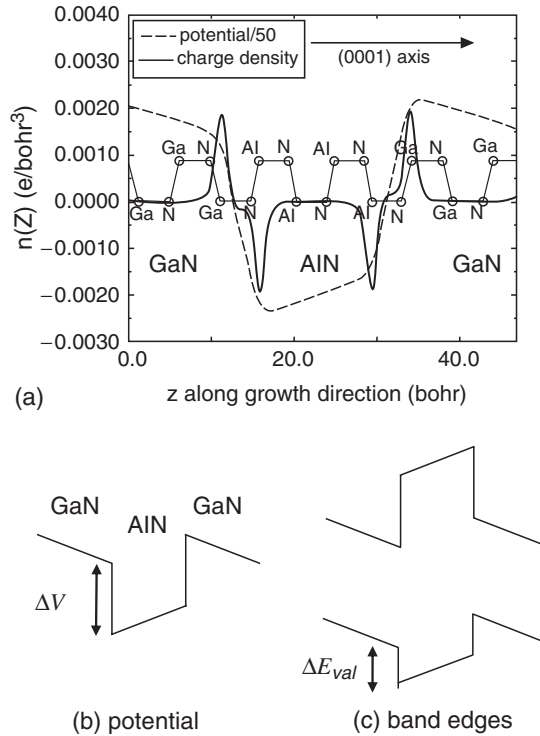 0.0040
0.0030
0.0020
0.0010
0.0000
−0.0010
−0.0020
−0.0030
n(Z) (e/bohr³)
potential/50
charge density
(0001) axis
Ga N Al N Al N Ga N Ga
Ga N Ga N Al N Al N Ga N
GaN AlN GaN
0.0 20.0 40.0
(a) z along growth direction (bohr)
GaN AlN GaN
ΔV
(b) potential
ΔE_val
(c) band edges